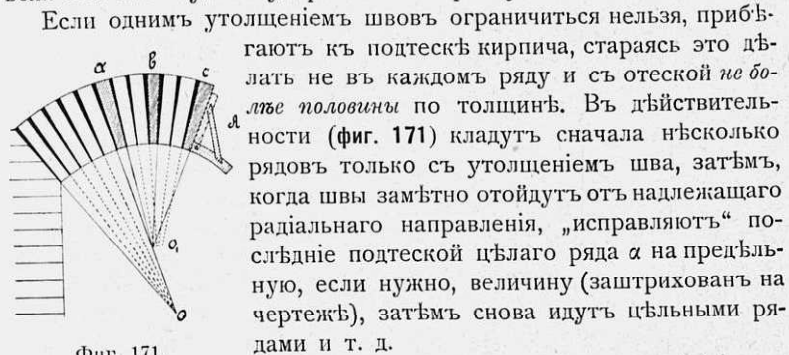 Если однимъ утолщеніемъ швовъ ограничиться нельзя, прибѣ-
гаютъ къ подтескѣ кирпича, стараясь это дѣ-
лать не въ каждомъ ряду и съ отеской не бо-
лѣе половины по толщинѣ. Въ дѣйствитель-
ности (фиг. 171) кладутъ сначала нѣсколько
рядовъ только съ утолщеніемъ шва, затѣмъ,
когда швы замѣтно отойдутъ отъ надлежащаго
радіальнаго направленія, „исправляютъ“ по-
слѣдніе подтеской цѣлаго ряда a на предѣль-
ную, если нужно, величину (заштрихованъ на
чертежѣ), затѣмъ снова идутъ цѣльными ря-
дами и т. д.
a
b
c
A
O₁
O
Фиг. 171